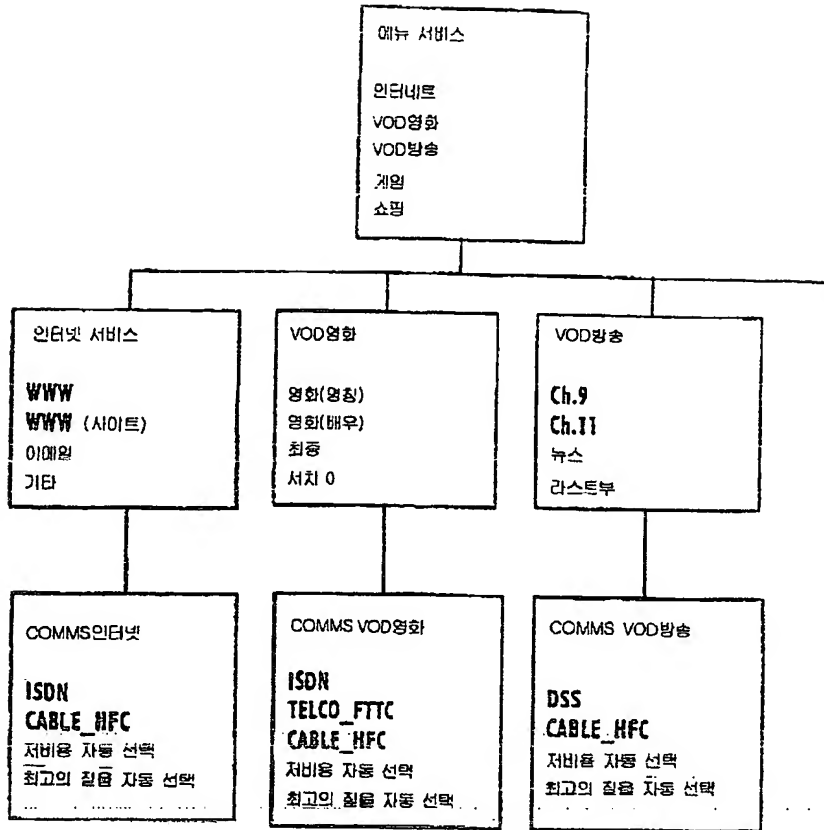 메뉴 서비스
인터네트
VOD영화
VOD방송
게임
쇼핑
인터넷 서비스
WWW
WWW (사이트)
이메일
기타
VOD영화
영화(명칭)
영화(배우)
최종
서치 0
VOD방송
Ch.9
Ch.11
뉴스
라스트부
COMMS인터넷
ISDN
CABLE_HFC
저비용 자동 선택
최고의 질을 자동 선택
COMMS VOD영화
ISDN
TELCO_FTTC
CABLE_HFC
저비용 자동 선택
최고의 질을 자동 선택
COMMS VOD방송
DSS
CABLE_HFC
저비용 자동 선택
최고의 질을 자동 선택